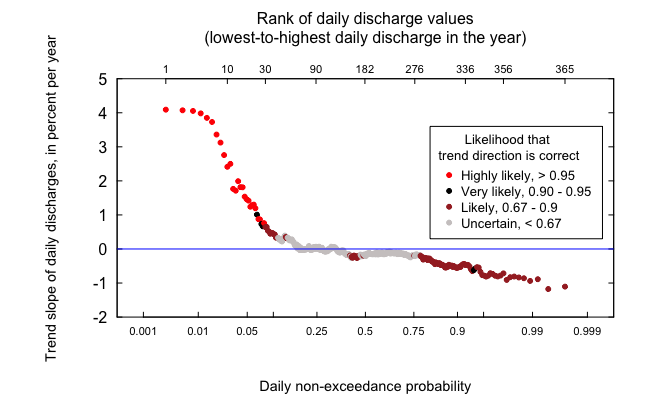 Rank of daily discharge values
(lowest-to-highest daily discharge in the year)
1 10 30 90 182 276 336 356 365
Trend slope of daily discharges, in percent per year
5
4
3
2
1
0
-1
-2
Likelihood that
trend direction is correct
Highly likely, > 0.95
Very likely, 0.90 - 0.95
Likely, 0.67 - 0.9
Uncertain, < 0.67
0.001 0.01 0.05 0.25 0.5 0.75 0.9 0.99 0.999
Daily non-exceedance probability